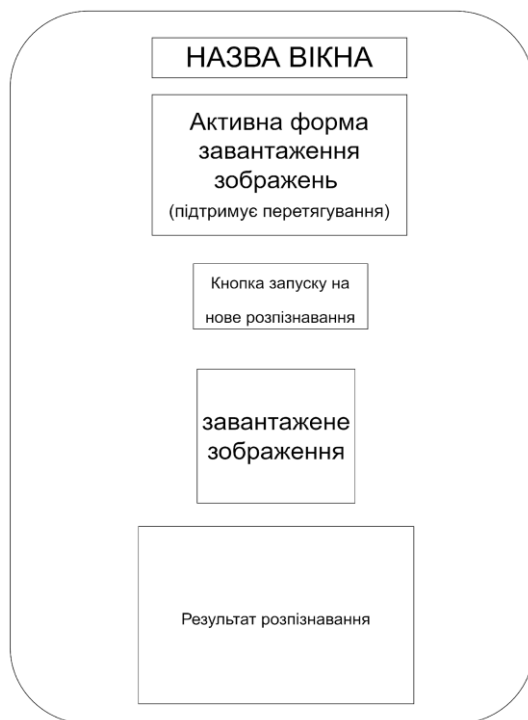 НАЗВА ВІКНА
Активна форма
завантаження
зображень
(підтримує перетягування)
Кнопка запуску на
нове розпізнавання
завантажене
зображення
Результат розпізнавання